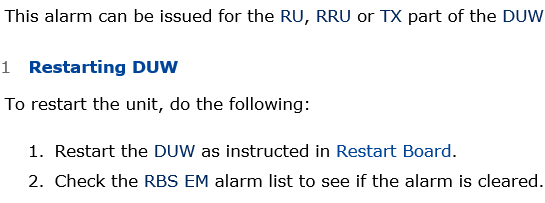 This alarm can be issued for the RU, RRU or TX part of the DUW
1 Restarting DUW
To restart the unit, do the following:
1. Restart the DUW as instructed in Restart Board.
2. Check the RBS EM alarm list to see if the alarm is cleared.